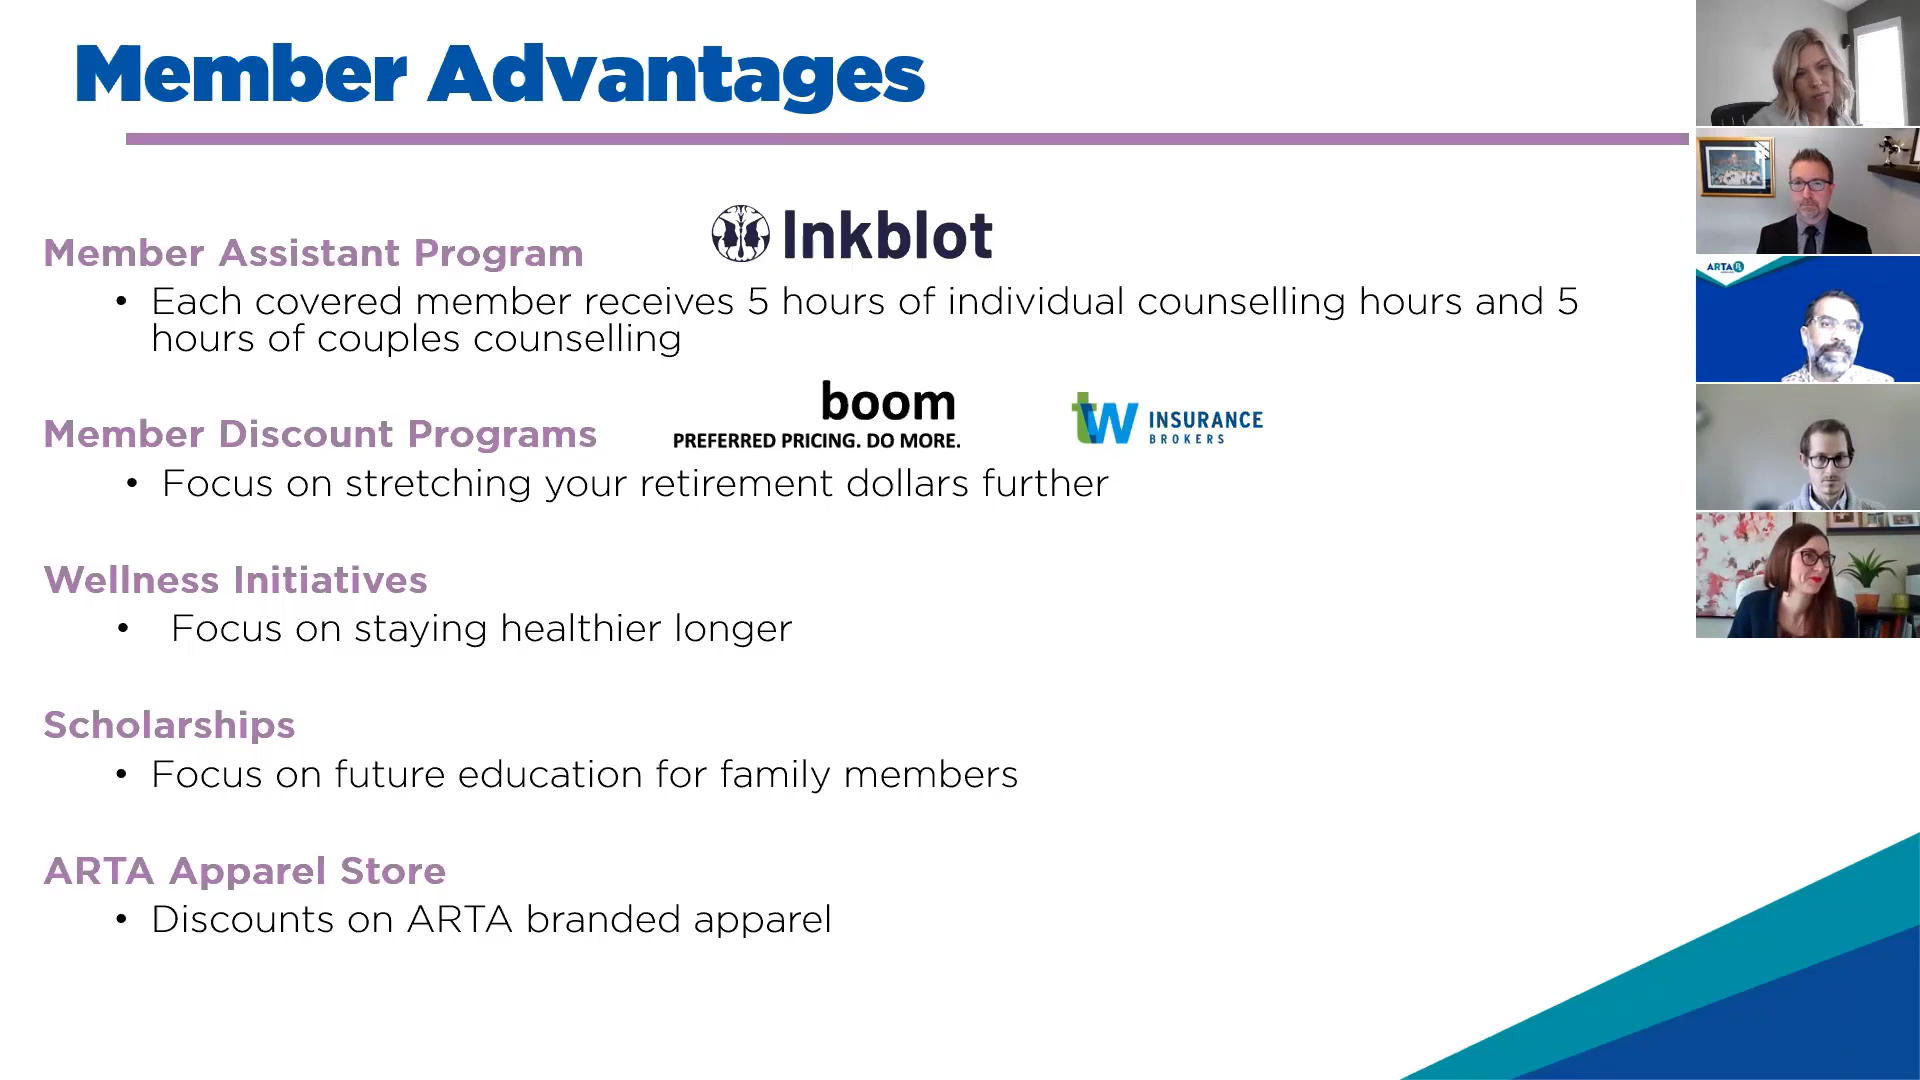 Member Advantages
Inkblot
Member Assistant Program
• Each covered member receives 5 hours of individual counselling hours and 5
hours of couples counselling
boom
PREFERRED PRICING. DO MORE.
tw INSURANCE
BROKERS
Member Discount Programs
• Focus on stretching your retirement dollars further
Wellness Initiatives
• Focus on staying healthier longer
Scholarships
• Focus on future education for family members
ARTA Apparel Store
• Discounts on ARTA branded apparel
ARTA